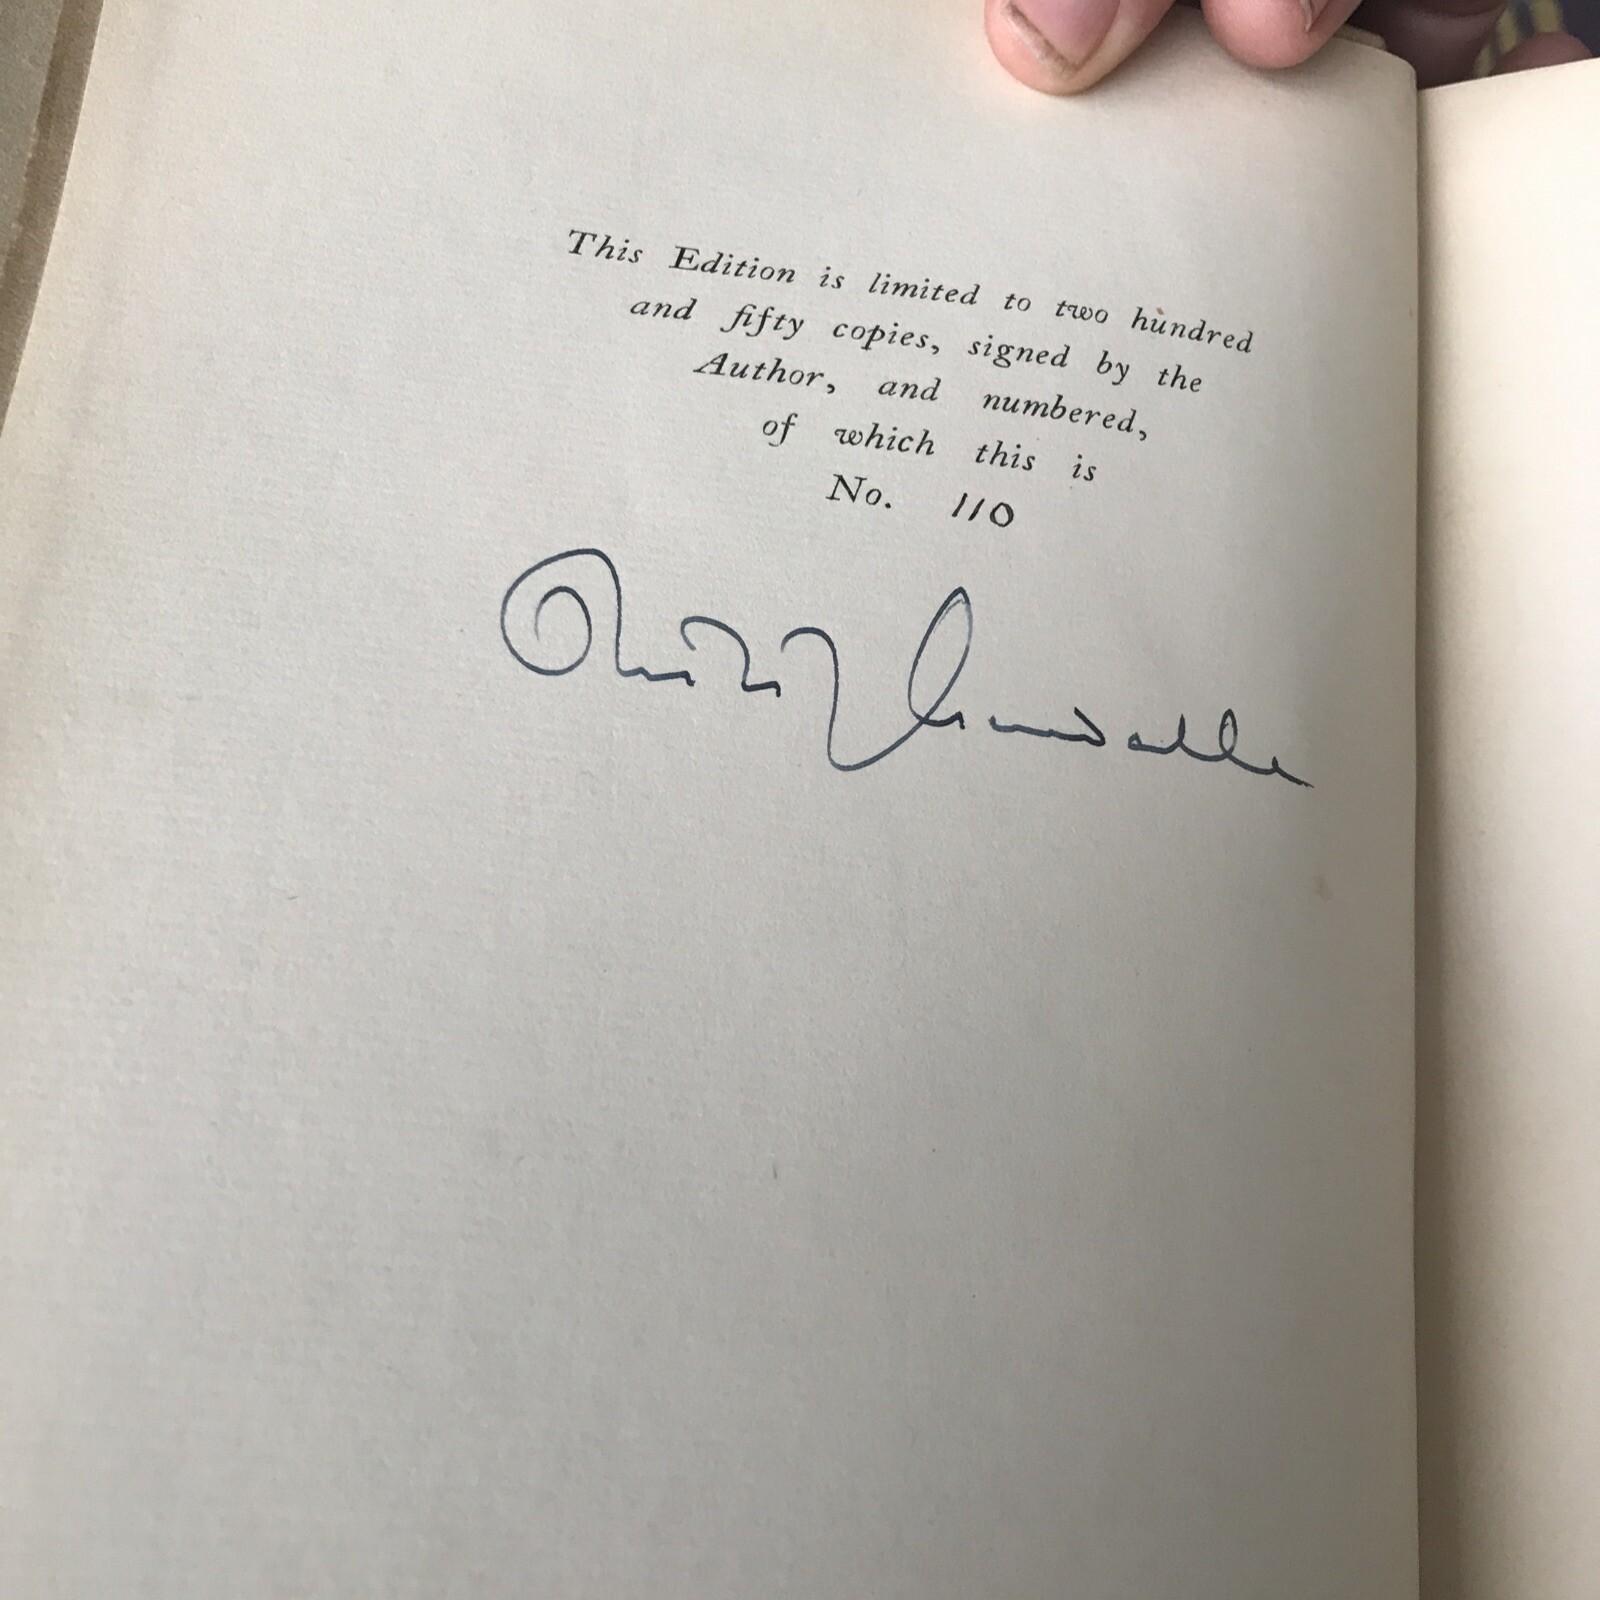 This Edition is limited to two hundred
and fifty copies, signed by the
Author, and numbered,
of which this is
No. 110